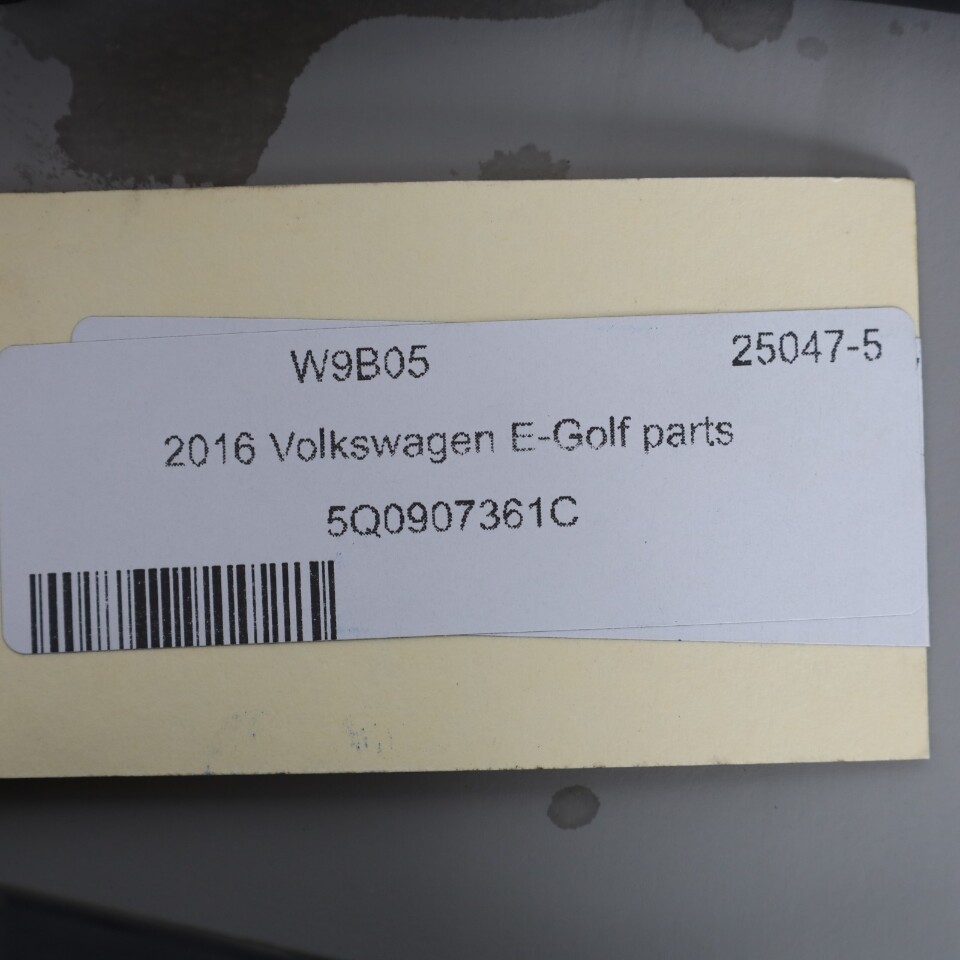 W9B05 25047-5
2016 Volkswagen E-Golf parts
5Q0907361C